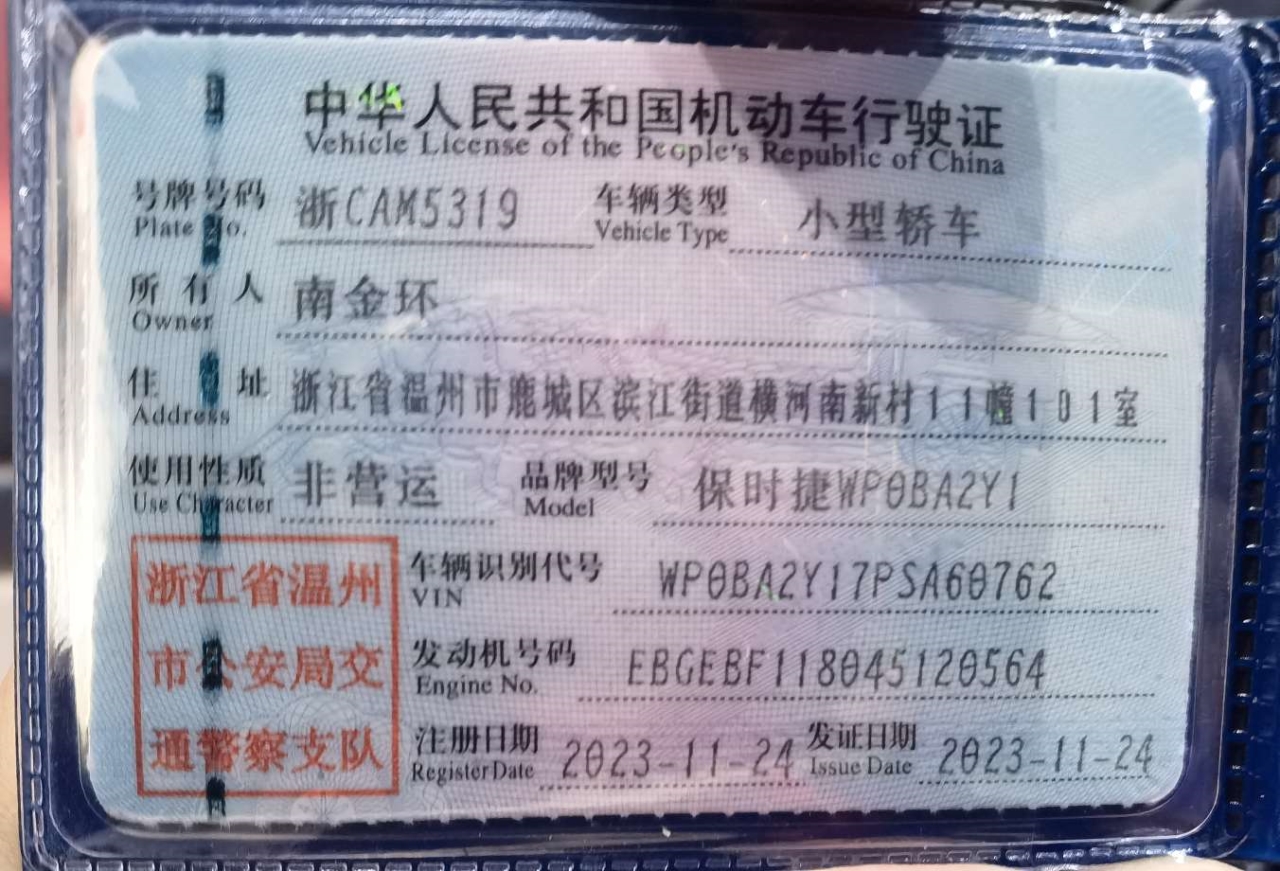 中华人民共和国机动车行驶证
Vehicle License of the People's Republic of China
号牌号码 浙CAM5319 车辆类型 小型轿车
Plate No. Vehicle Type
所有人 南金环
Owner
住址 浙江省温州市鹿城区滨江街道横河南新村11幢101室
Address
使用性质 非营运 品牌型号 保时捷WP0BA2Y1
Use Character Model
浙江省温州
市公安局交
通警察支队
车辆识别代号 WP0BA2Y17PSA60762
VIN
发动机号码 EBGEBF118045120564
Engine No.
注册日期 2023-11-24 发证日期 2023-11-24
Register Date Issue Date